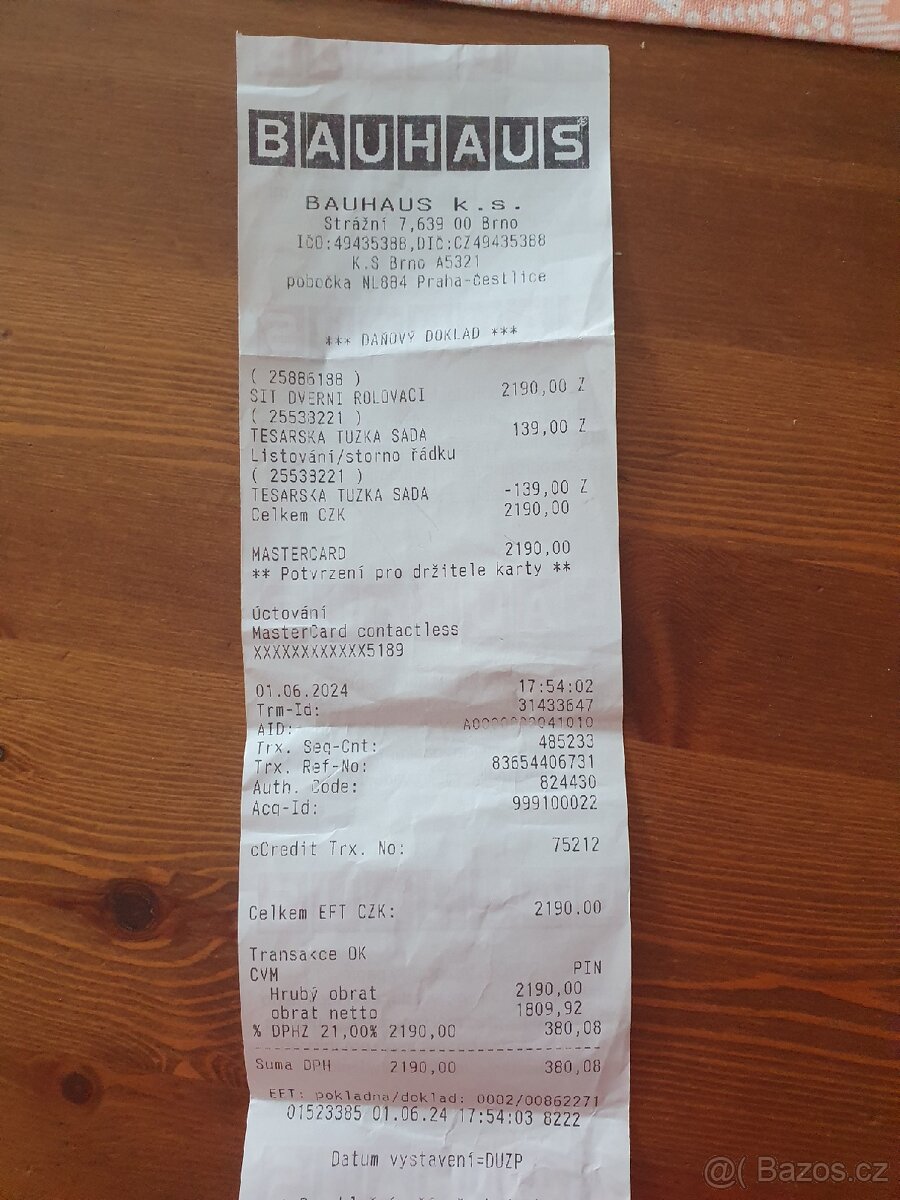 BAUHAUS
BAUHAUS k.s.
Strážní 7,639 00 Brno
IČO:49435388,DIČ:CZ49435388
K.S Brno A5321
pobočka NL884 Praha-Čestlice
*** DAŇOVÝ DOKLAD ***
( 25886188 )
SIT DVERNI ROLOVACI 2190,00 Z
( 25533221 )
TESARSKA TUZKA SADA 139,00 Z
Listování/storno řádku
( 25533221 )
TESARSKA TUZKA SADA -139,00 Z
Celkem CZK 2190,00
MASTERCARD 2190,00
** Potvrzení pro držitele karty **
Účtování
MasterCard contactless
XXXXXXXXXXXX5189
01.06.2024 17:54:02
Trm-Id: 31433647
AID: A0000000041010
Trx. Seq-Cnt: 485233
Trx. Ref-No: 83654406731
Auth. Code: 824430
Acq-Id: 999100022
cCredit Trx. No: 75212
Celkem EFT CZK: 2190.00
Transakce OK
CVM PIN
Hrubý obrat 2190,00
obrat netto 1809,92
% DPHZ 21,00% 2190,00 380,08
Suma DPH 2190,00 380,08
EFT: pokladna/doklad: 0002/00862271
01523385 01.06.24 17:54:03 8222
Datum vystavení=DUZP
@( Bazos.cz